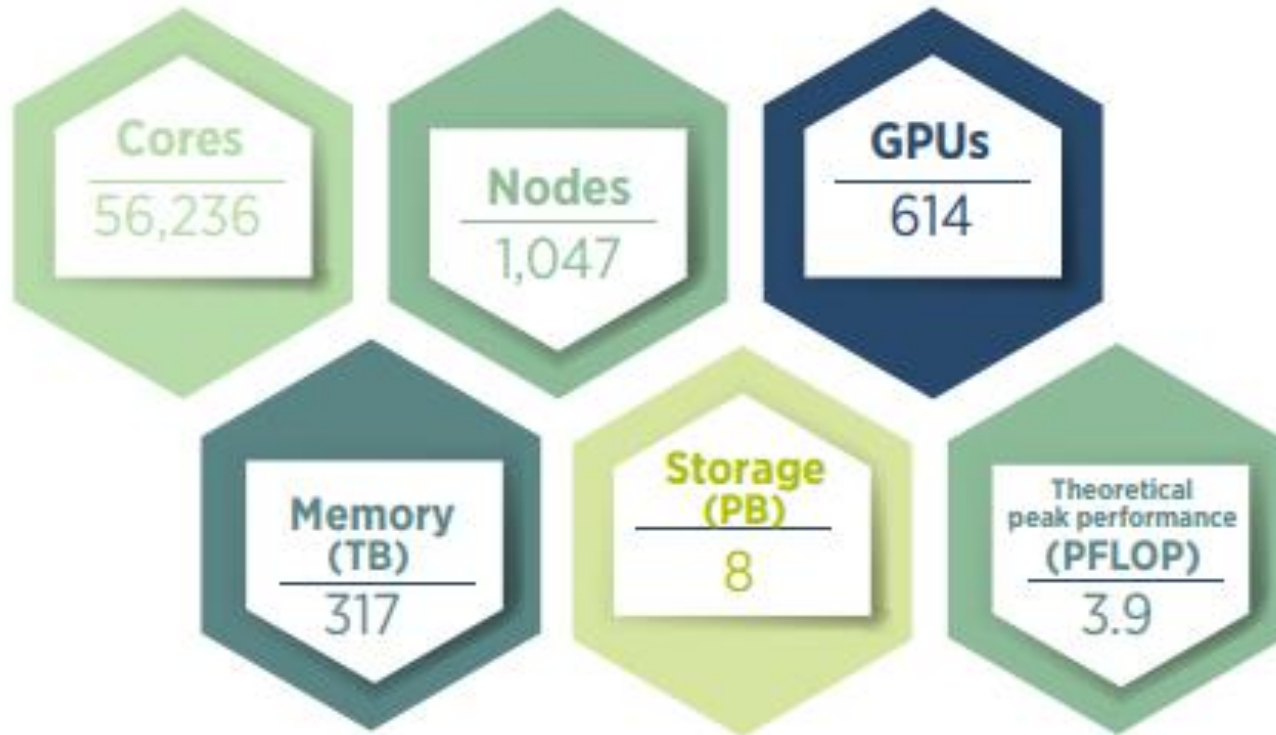 Cores
56,236
Nodes
1,047
GPUs
614
Memory
(TB)
317
Storage
(PB)
8
Theoretical
peak performance
(PFLOP)
3.9